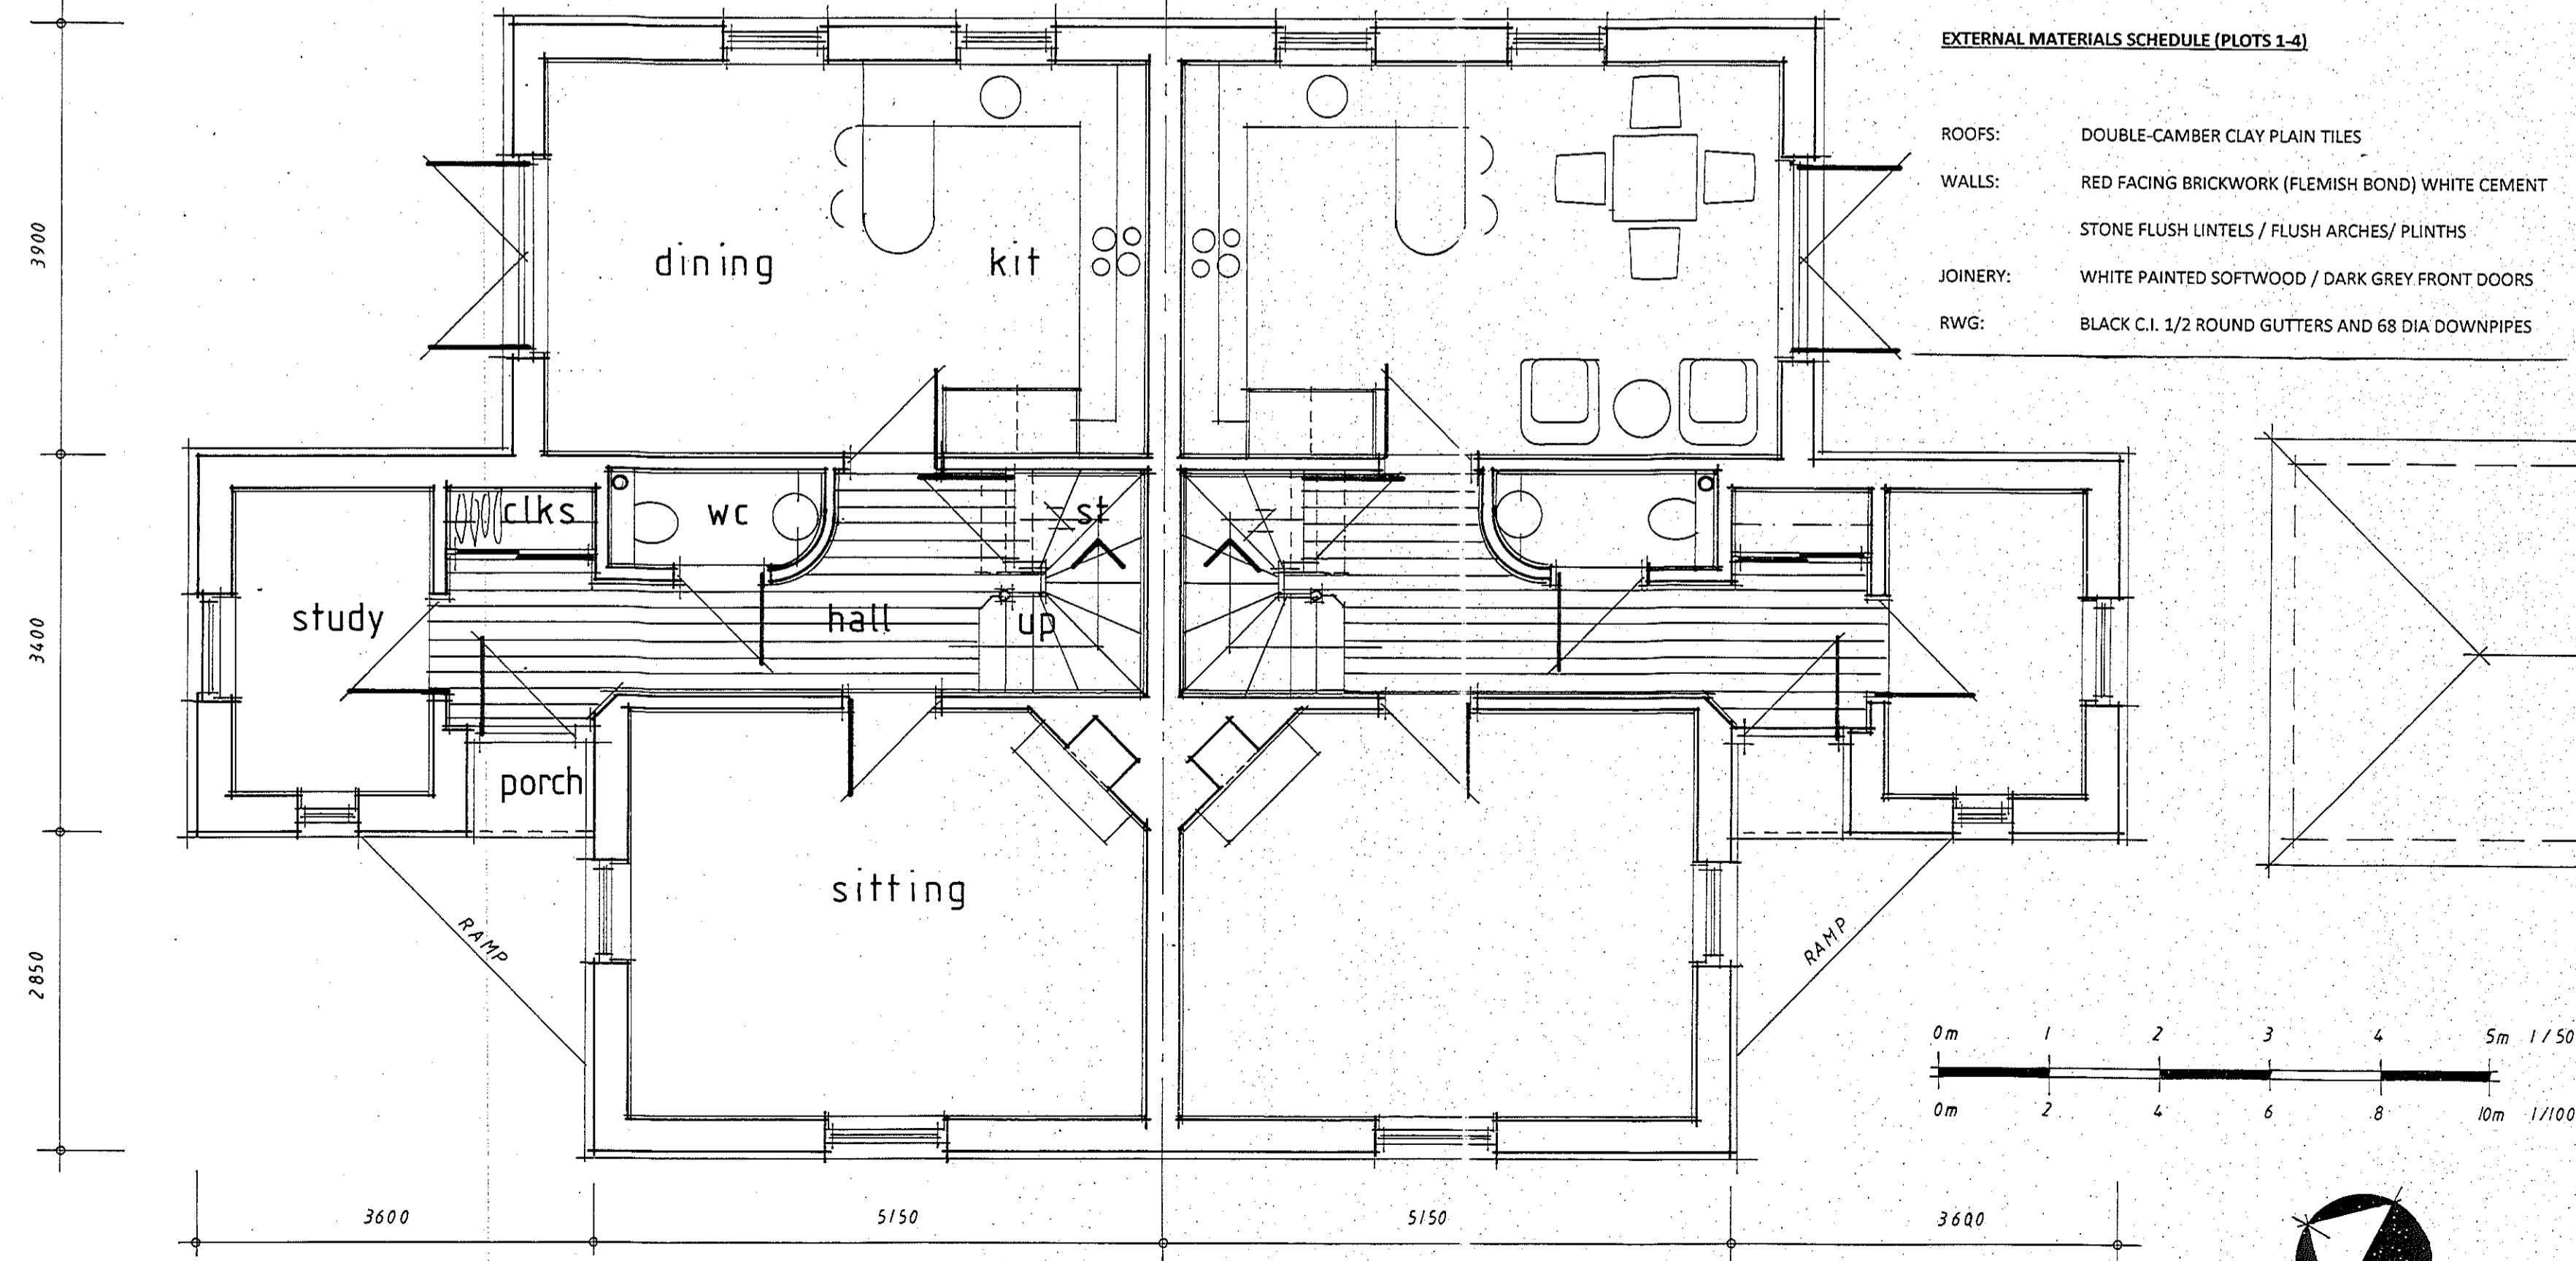 EXTERNAL MATERIALS SCHEDULE (PLOTS 1-4)
ROOFS: DOUBLE-CAMBER CLAY PLAIN TILES
WALLS: RED FACING BRICKWORK (FLEMISH BOND) WHITE CEMENT
STONE FLUSH LINTELS / FLUSH ARCHES/ PLINTHS
JOINERY: WHITE PAINTED SOFTWOOD / DARK GREY FRONT DOORS
RWG: BLACK C.I. 1/2 ROUND GUTTERS AND 68 DIA DOWNPIPES
3900
dining kit
clks wc st
3400
study hall up
porch
sitting
2850
RAMP
RAMP
0m 1 2 3 4 5m 1/50
0m 2 4 6 8 10m 1/100
3600 5150 5150 3600